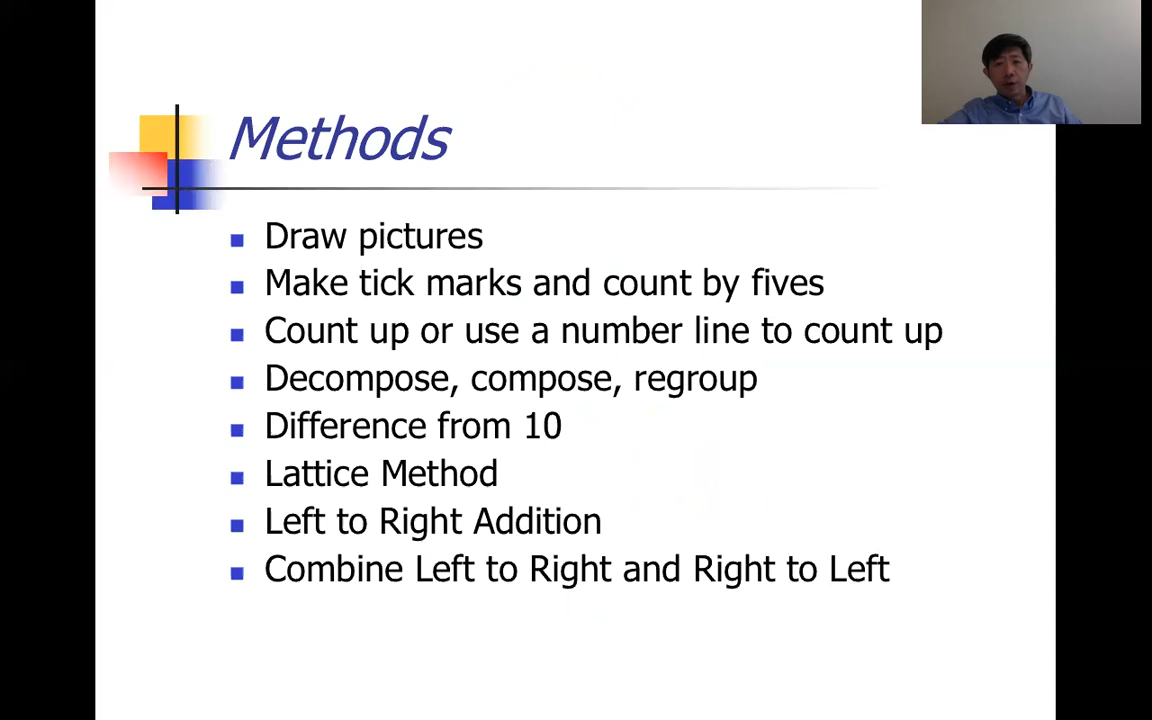 Methods
Draw pictures
Make tick marks and count by fives
Count up or use a number line to count up
Decompose, compose, regroup
Difference from 10
Lattice Method
Left to Right Addition
Combine Left to Right and Right to Left